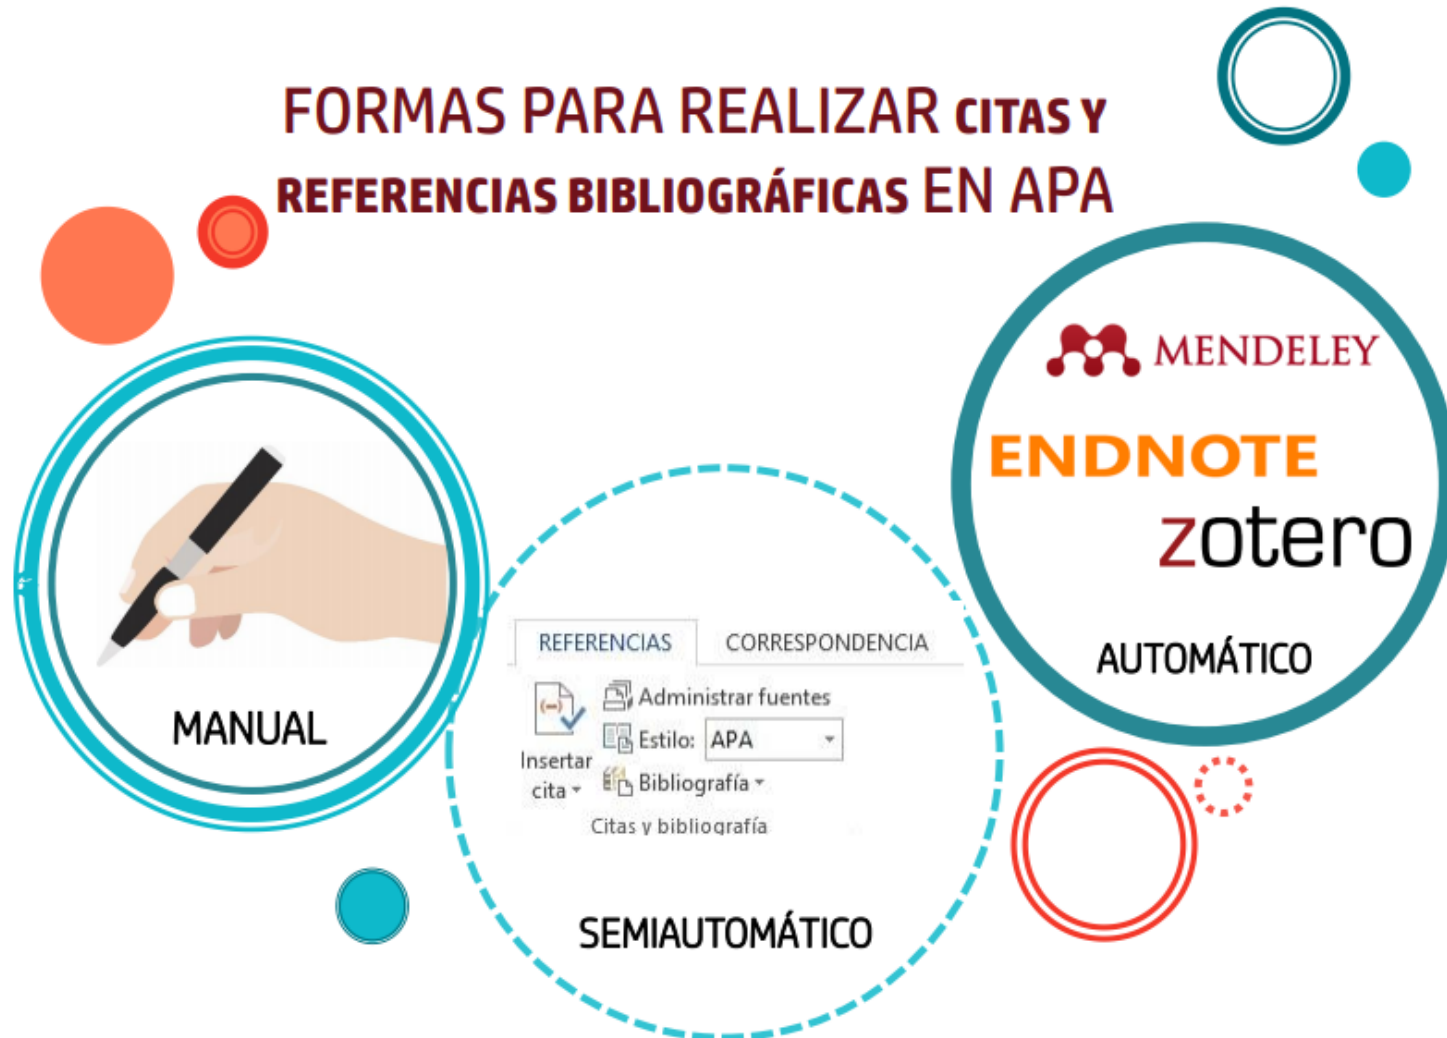 FORMAS PARA REALIZAR CITAS Y
REFERENCIAS BIBLIOGRÁFICAS EN APA
MANUAL
REFERENCIAS CORRESPONDENCIA
Insertar
cita
Administrar fuentes
Estilo: APA
Bibliografía
Citas y bibliografía
SEMIAUTOMÁTICO
MENDELEY
ENDNOTE
zotero
AUTOMÁTICO